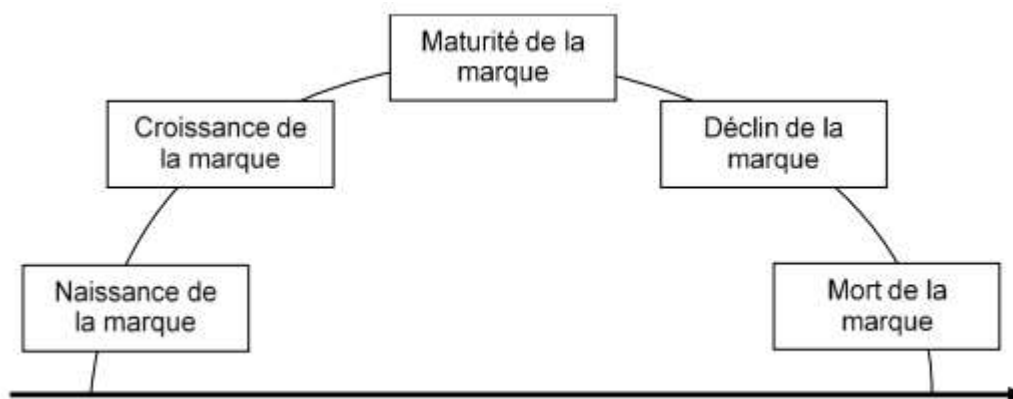 Naissance de
la marque
Croissance de
la marque
Maturité de la
marque
Déclin de la
marque
Mort de la
marque